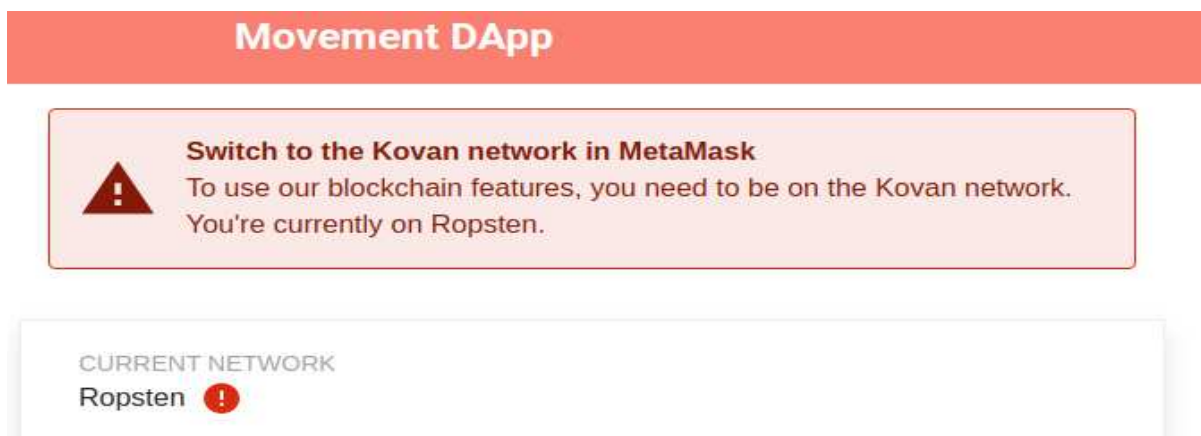 Movement DApp
Switch to the Kovan network in MetaMask
To use our blockchain features, you need to be on the Kovan network.
You're currently on Ropsten.
CURRENT NETWORK
Ropsten